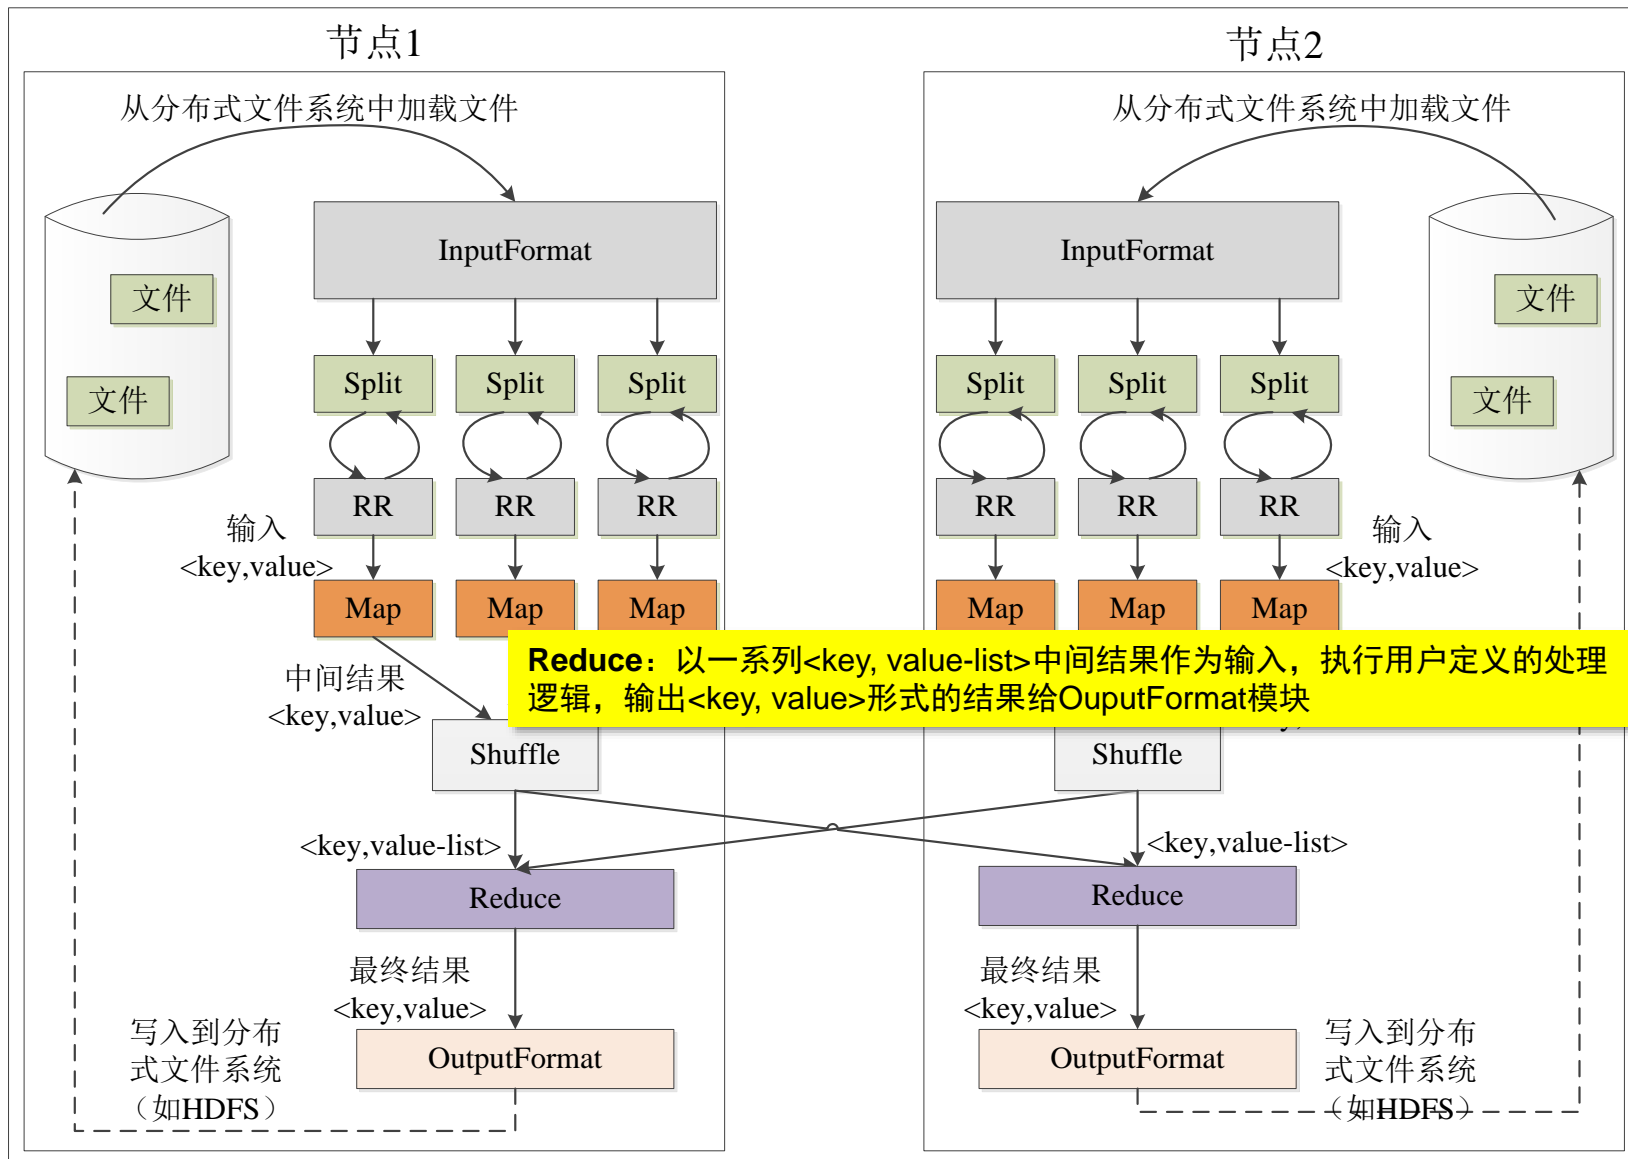 节点1
节点2
从分布式文件系统中加载文件
从分布式文件系统中加载文件
InputFormat
InputFormat
文件
文件
文件
文件
Split
Split
Split
Split
Split
Split
RR
RR
RR
RR
RR
RR
输入
<key,value>
输入
<key,value>
Map
Map
Map
Map
Map
Map
Reduce：以一系列<key, value-list>中间结果作为输入，执行用户定义的处理
逻辑，输出<key, value>形式的结果给OuputFormat模块
中间结果
<key,value>
Shuffle
Shuffle
<key,value-list>
<key,value-list>
Reduce
Reduce
最终结果
<key,value>
最终结果
<key,value>
OutputFormat
OutputFormat
写入到分布
式文件系统
（如HDFS）
写入到分布
式文件系统
（如HDFS）